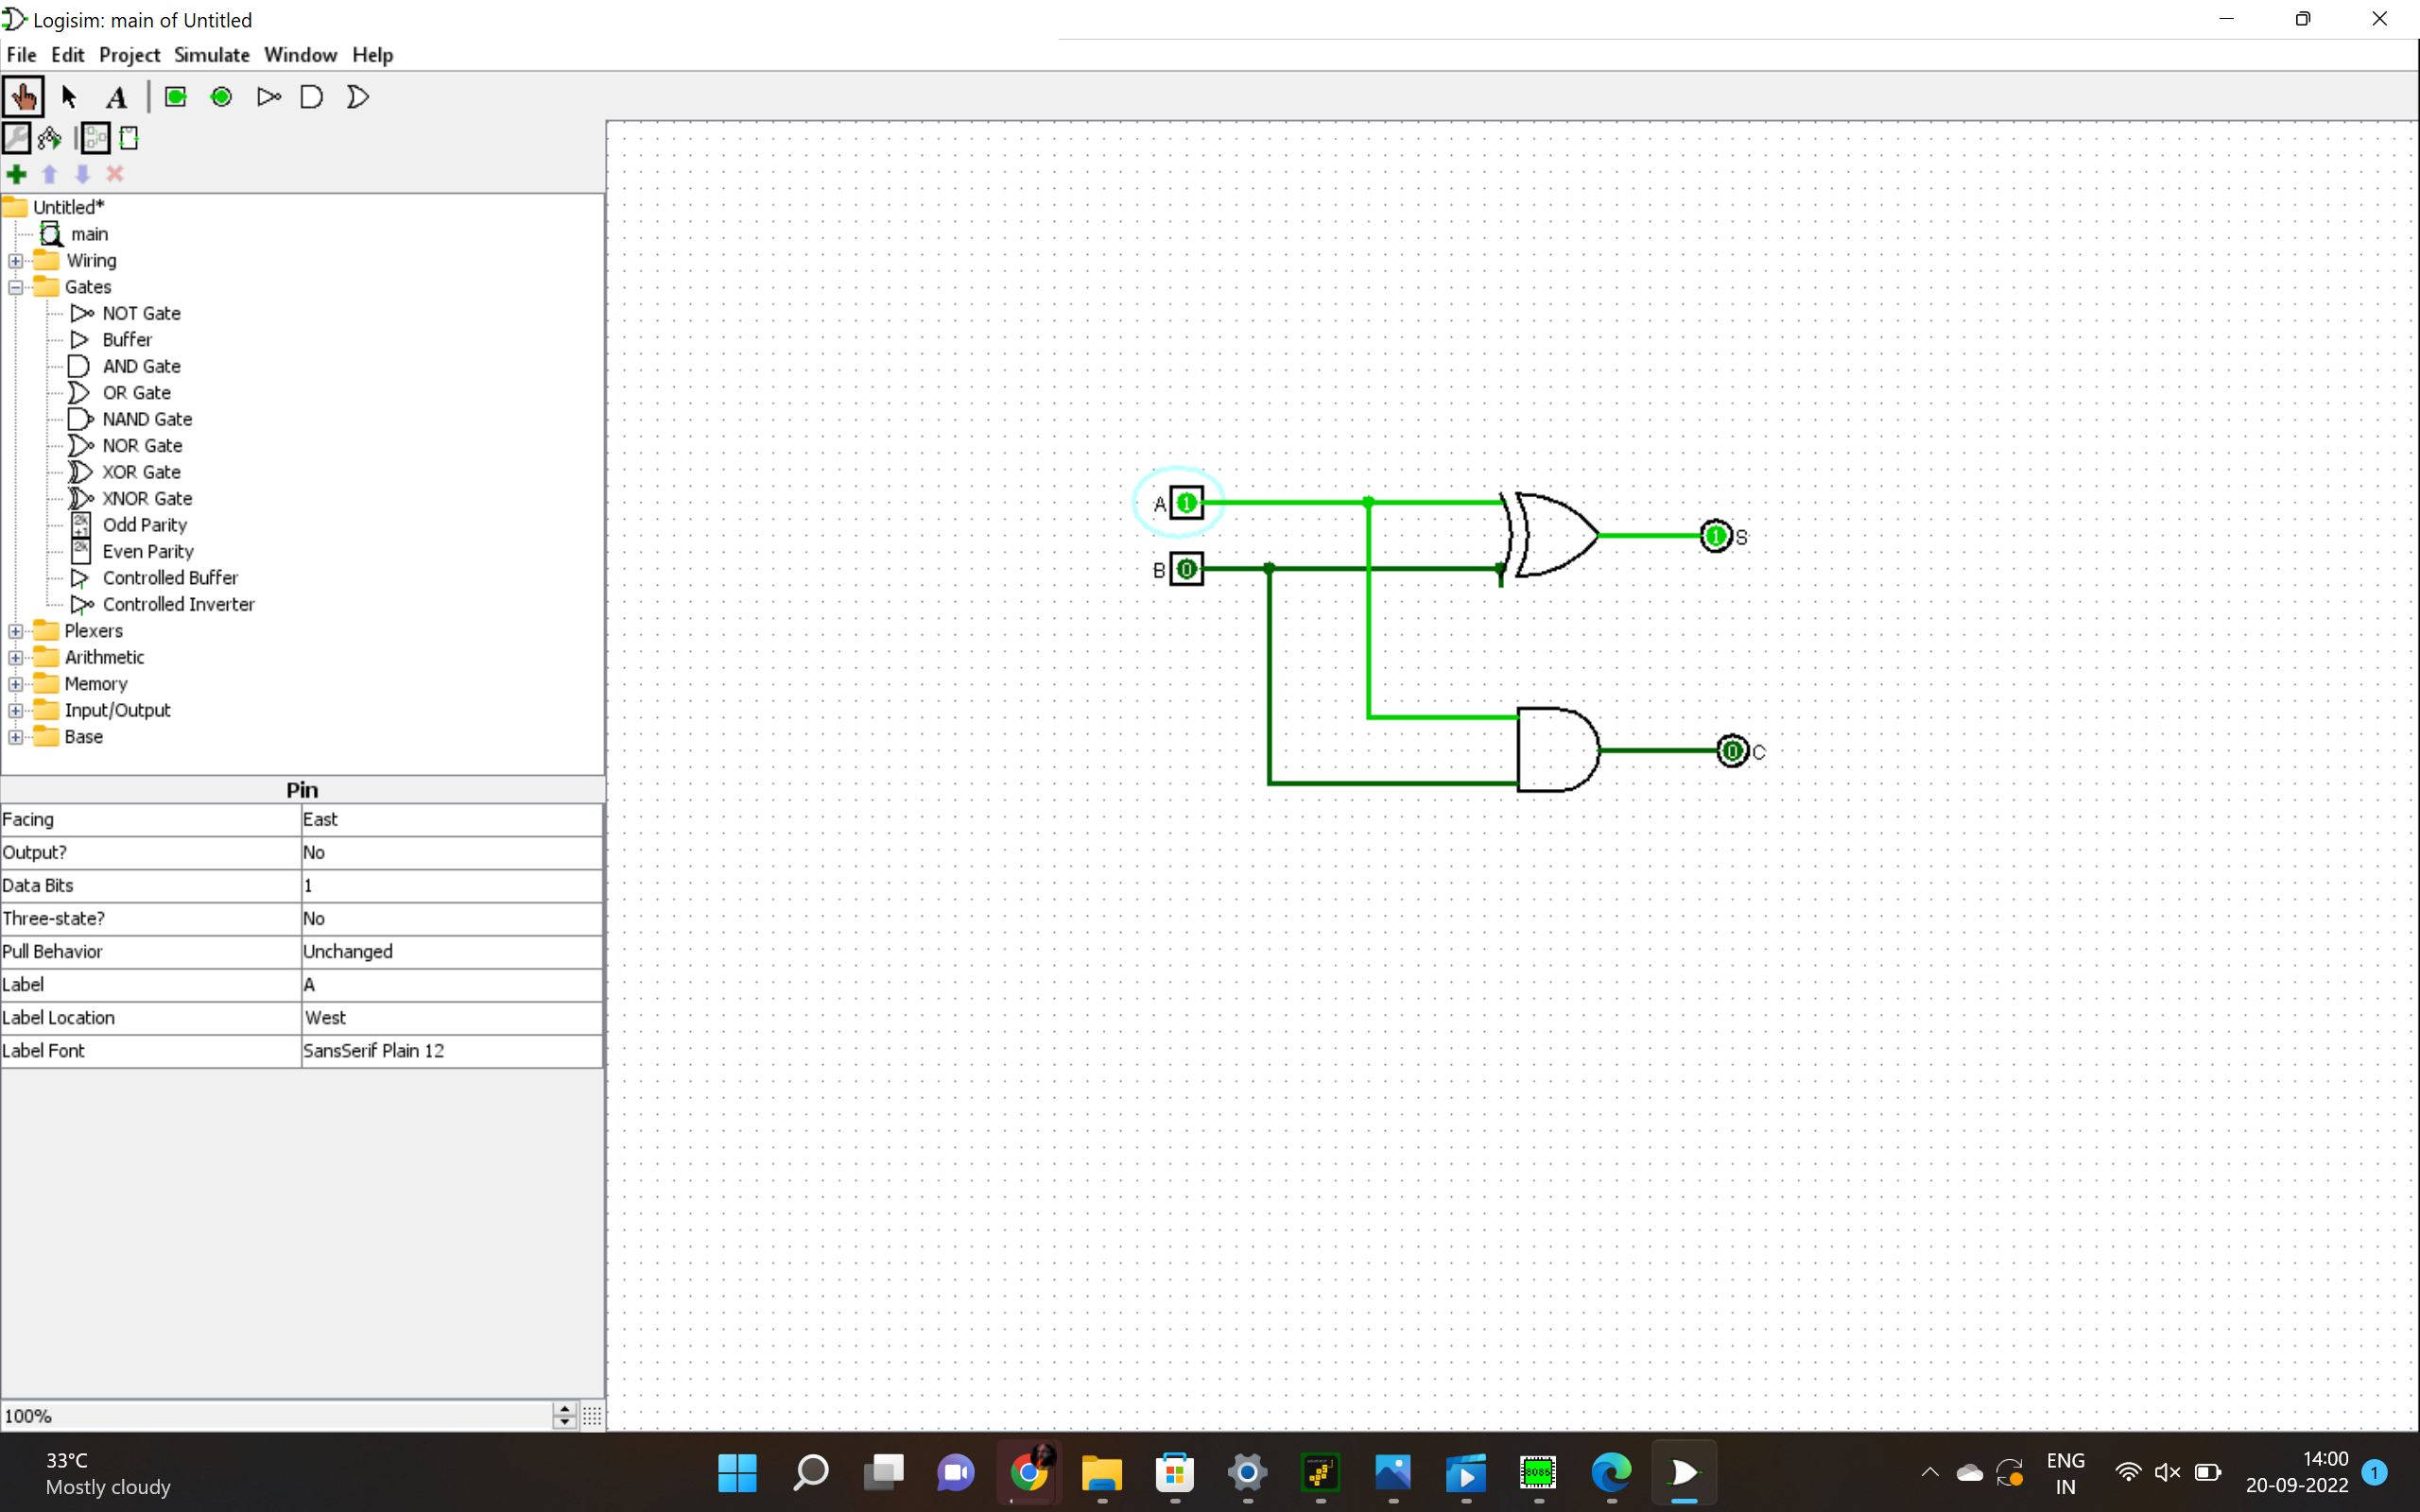 Logisim: main of Untitled
File Edit Project Simulate Window Help
A
Untitled*
main
Wiring
Gates
NOT Gate
Buffer
AND Gate
OR Gate
NAND Gate
NOR Gate
XOR Gate
XNOR Gate
2k+1 Odd Parity
2k Even Parity
Controlled Buffer
Controlled Inverter
Plexers
Arithmetic
Memory
Input/Output
Base
Pin
Facing East
Output? No
Data Bits 1
Three-state? No
Pull Behavior Unchanged
Label A
Label Location West
Label Font SansSerif Plain 12
100%
A 1
1 S
B 0
0 C
33°C
Mostly cloudy
8086
ENG
IN
14:00
20-09-2022
1